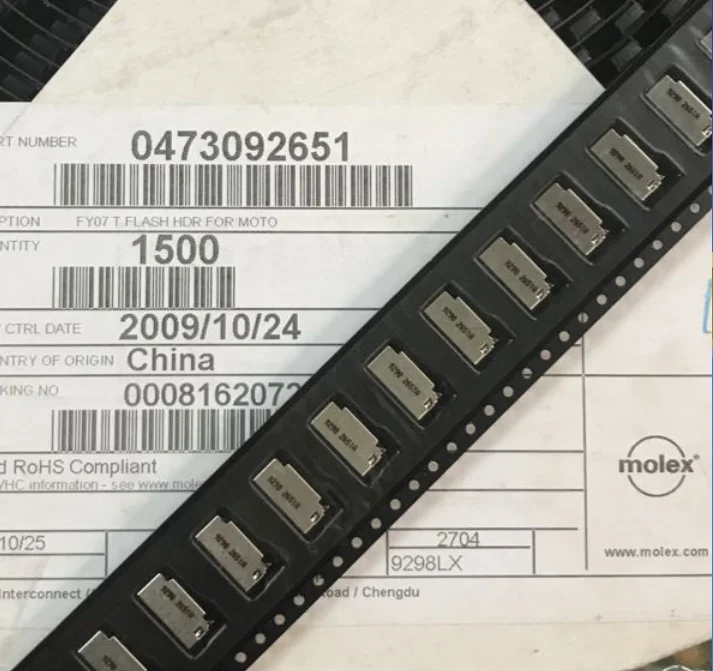 RT NUMBER 0473092651
PTION FY07 T FLASH HDR FOR MOTO
NTITY 1500
CTRL DATE 2009/10/24
NTRY OF ORIGIN China
KING NO 0008162072
d RoHS Compliant
VHC information - see www.mole
molex®
10/25 2704
9298LX
www.molex.com
Interconnect oad / Chengdu